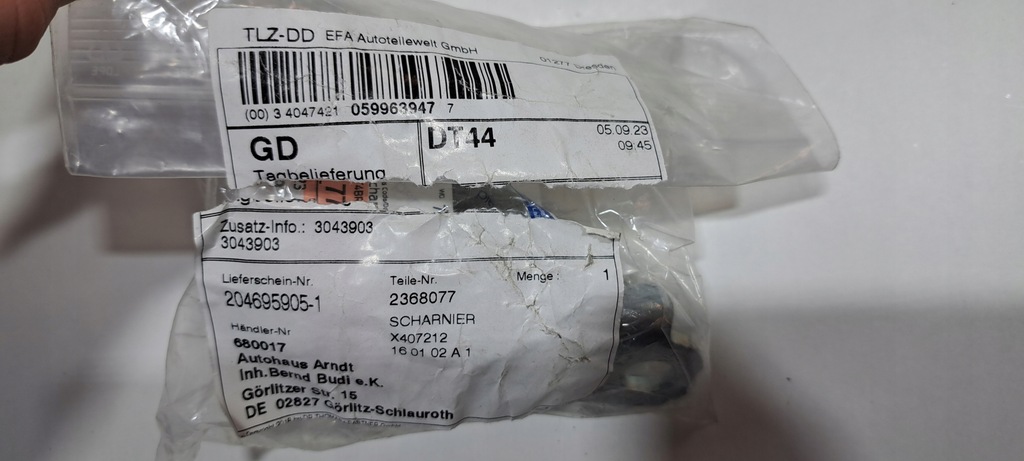 TLZ-DD EFA Autoteilewelt GmbH
01277 Dresden
(00) 3 4047421 059963947 7
GD
DT44
05.09.23
09:45
Tagbelieferung
77
Zusatz-Info.: 3043903
3043903
Lieferschein-Nr.
204695905-1
Teile-Nr.
2368077
Menge : 1
SCHARNIER
X407212
16 01 02 A 1
Händler-Nr
680017
Autohaus Arndt
Inh.Bernd Budi e.K.
Görlitzer Str. 15
DE 02827 Görlitz-Schlauroth